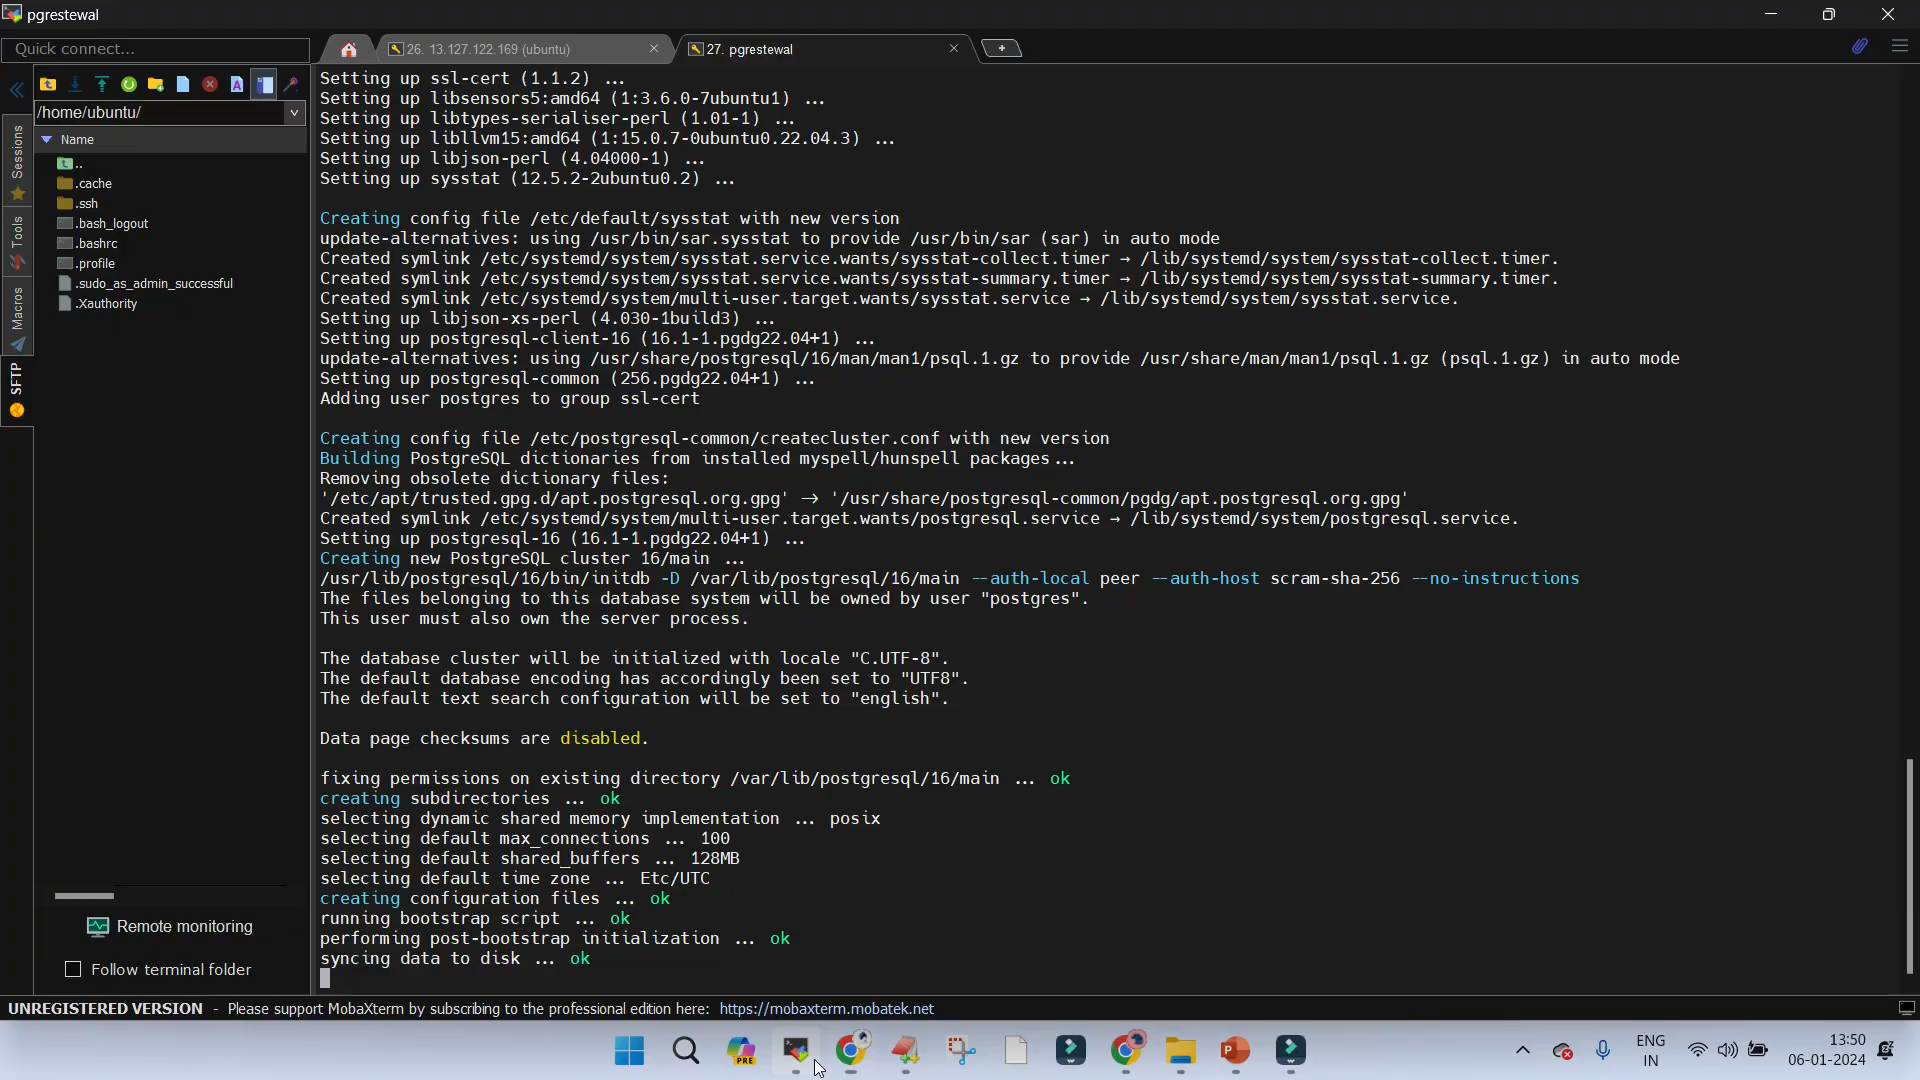 pgrestewal
Quick connect...
26. 13.127.122.169 (ubuntu)
27. pgrestewal
/home/ubuntu/
Name
..
.cache
.ssh
.bash_logout
.bashrc
.profile
.sudo_as_admin_successful
.Xauthority
Sessions
Tools
Macros
SFTP
Remote monitoring
Follow terminal folder
Setting up ssl-cert (1.1.2) ...
Setting up libsensors5:amd64 (1:3.6.0-7ubuntu1) ...
Setting up libtypes-serialiser-perl (1.01-1) ...
Setting up libllvm15:amd64 (1:15.0.7-0ubuntu0.22.04.3) ...
Setting up libjson-perl (4.04000-1) ...
Setting up sysstat (12.5.2-2ubuntu0.2) ...
Creating config file /etc/default/sysstat with new version
update-alternatives: using /usr/bin/sar.sysstat to provide /usr/bin/sar (sar) in auto mode
Created symlink /etc/systemd/system/sysstat.service.wants/sysstat-collect.timer → /lib/systemd/system/sysstat-collect.timer.
Created symlink /etc/systemd/system/sysstat.service.wants/sysstat-summary.timer → /lib/systemd/system/sysstat-summary.timer.
Created symlink /etc/systemd/system/multi-user.target.wants/sysstat.service → /lib/systemd/system/sysstat.service.
Setting up libjson-xs-perl (4.030-1build3) ...
Setting up postgresql-client-16 (16.1-1.pgdg22.04+1) ...
update-alternatives: using /usr/share/postgresql/16/man/man1/psql.1.gz to provide /usr/share/man/man1/psql.1.gz (psql.1.gz) in auto mode
Setting up postgresql-common (256.pgdg22.04+1) ...
Adding user postgres to group ssl-cert
Creating config file /etc/postgresql-common/createcluster.conf with new version
Building PostgreSQL dictionaries from installed myspell/hunspell packages...
Removing obsolete dictionary files:
'/etc/apt/trusted.gpg.d/apt.postgresql.org.gpg' -> '/usr/share/postgresql-common/pgdg/apt.postgresql.org.gpg'
Created symlink /etc/systemd/system/multi-user.target.wants/postgresql.service → /lib/systemd/system/postgresql.service.
Setting up postgresql-16 (16.1-1.pgdg22.04+1) ...
Creating new PostgreSQL cluster 16/main ...
/usr/lib/postgresql/16/bin/initdb -D /var/lib/postgresql/16/main --auth-local peer --auth-host scram-sha-256 --no-instructions
The files belonging to this database system will be owned by user "postgres".
This user must also own the server process.
The database cluster will be initialized with locale "C.UTF-8".
The default database encoding has accordingly been set to "UTF8".
The default text search configuration will be set to "english".
Data page checksums are disabled.
fixing permissions on existing directory /var/lib/postgresql/16/main ... ok
creating subdirectories ... ok
selecting dynamic shared memory implementation ... posix
selecting default max_connections ... 100
selecting default shared_buffers ... 128MB
selecting default time zone ... Etc/UTC
creating configuration files ... ok
running bootstrap script ... ok
performing post-bootstrap initialization ... ok
syncing data to disk ... ok
UNREGISTERED VERSION - Please support MobaXterm by subscribing to the professional edition here: https://mobaxterm.mobatek.net
PRE
ENG
IN
13:50
06-01-2024